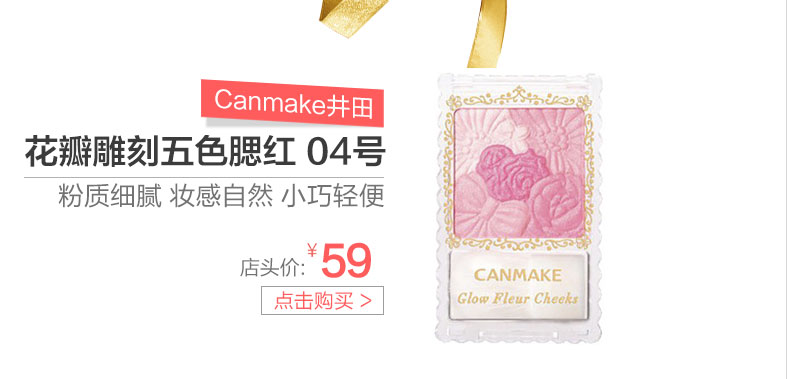 Canmake井田
花瓣雕刻五色腮红 04号
粉质细腻 妆感自然 小巧轻便
店头价: ¥59
点击购买 >
CANMAKE
Glow Fleur Cheeks